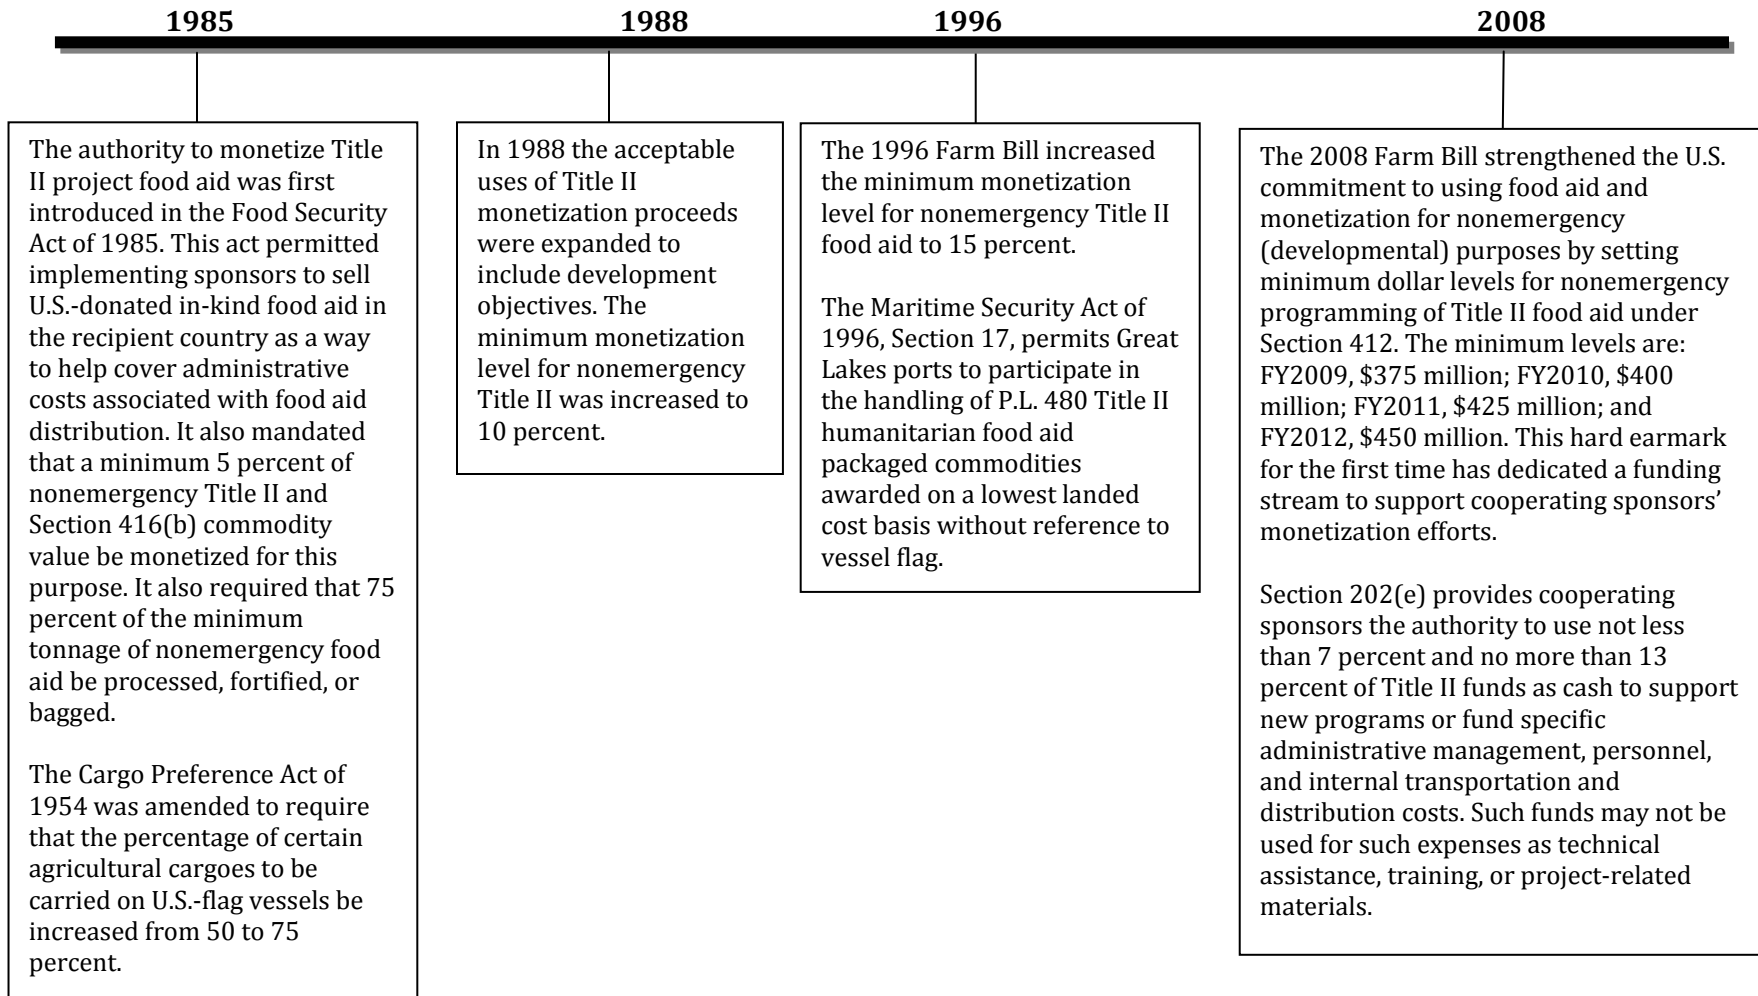 1985
1988
1996
2008
The authority to monetize Title
II project food aid was first
introduced in the Food Security
Act of 1985. This act permitted
implementing sponsors to sell
U.S.-donated in-kind food aid in
the recipient country as a way
to help cover administrative
costs associated with food aid
distribution. It also mandated
that a minimum 5 percent of
nonemergency Title II and
Section 416(b) commodity
value be monetized for this
purpose. It also required that 75
percent of the minimum
tonnage of nonemergency food
aid be processed, fortified, or
bagged.
The Cargo Preference Act of
1954 was amended to require
that the percentage of certain
agricultural cargoes to be
carried on U.S.-flag vessels be
increased from 50 to 75
percent.
In 1988 the acceptable
uses of Title II
monetization proceeds
were expanded to
include development
objectives. The
minimum monetization
level for nonemergency
Title II was increased to
10 percent.
The 1996 Farm Bill increased
the minimum monetization
level for nonemergency Title II
food aid to 15 percent.
The Maritime Security Act of
1996, Section 17, permits Great
Lakes ports to participate in
the handling of P.L. 480 Title II
humanitarian food aid
packaged commodities
awarded on a lowest landed
cost basis without reference to
vessel flag.
The 2008 Farm Bill strengthened the U.S.
commitment to using food aid and
monetization for nonemergency
(developmental) purposes by setting
minimum dollar levels for nonemergency
programming of Title II food aid under
Section 412. The minimum levels are:
FY2009, $375 million; FY2010, $400
million; FY2011, $425 million; and
FY2012, $450 million. This hard earmark
for the first time has dedicated a funding
stream to support cooperating sponsors’
monetization efforts.
Section 202(e) provides cooperating
sponsors the authority to use not less
than 7 percent and no more than 13
percent of Title II funds as cash to support
new programs or fund specific
administrative management, personnel,
and internal transportation and
distribution costs. Such funds may not be
used for such expenses as technical
assistance, training, or project-related
materials.